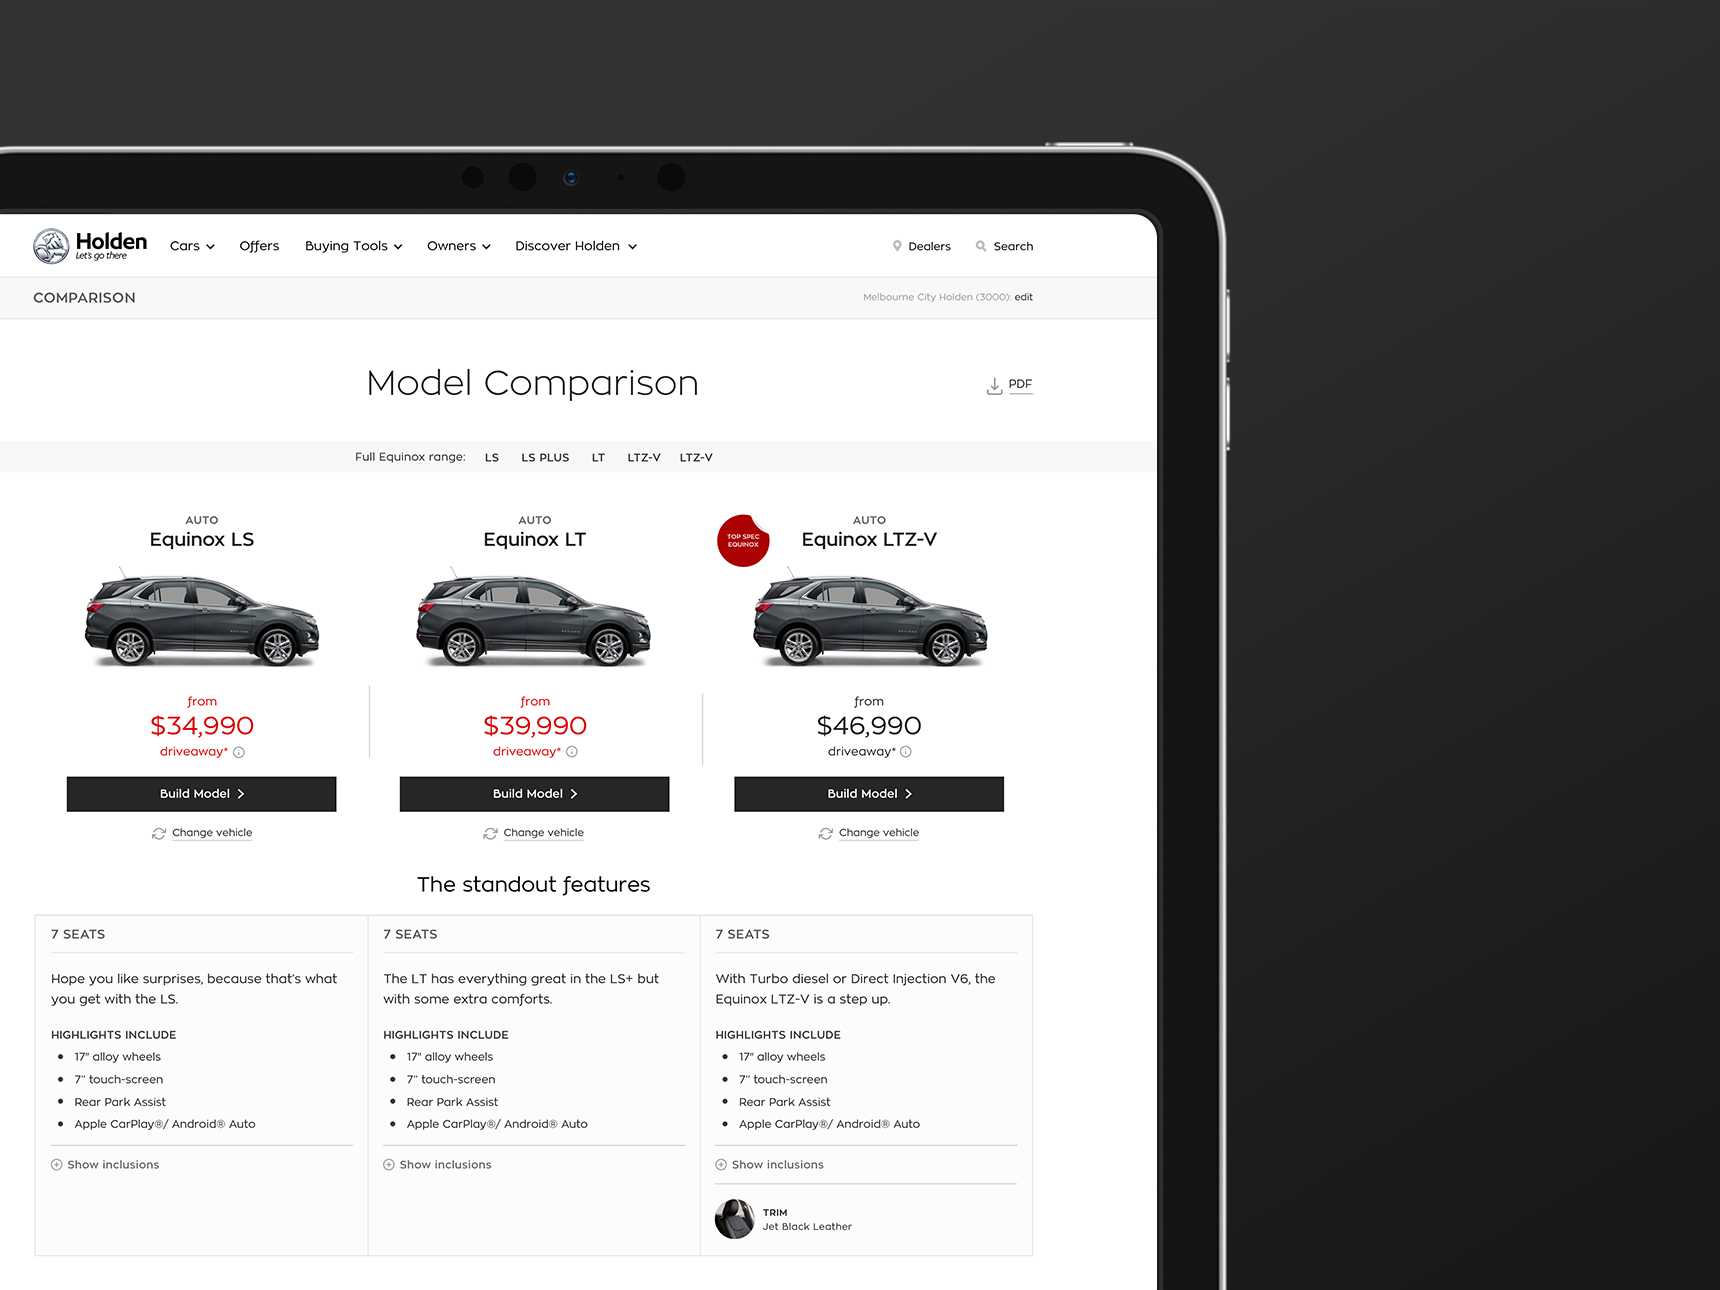 Holden
Let's go there
Cars
Offers
Buying Tools
Owners
Discover Holden
Dealers
Search
COMPARISON
Melbourne City Holden (3000): edit
Model Comparison
PDF
Full Equinox range: LS LS PLUS LT LTZ-V LTZ-V
AUTO
Equinox LS
from
$34,990
driveaway*
Build Model
Change vehicle
AUTO
Equinox LT
from
$39,990
driveaway*
Build Model
Change vehicle
TOP SPEC
EQUINOX
AUTO
Equinox LTZ-V
from
$46,990
driveaway*
Build Model
Change vehicle
The standout features
7 SEATS
Hope you like surprises, because that's what
you get with the LS.
HIGHLIGHTS INCLUDE
• 17" alloy wheels
• 7" touch-screen
• Rear Park Assist
• Apple CarPlay®/ Android® Auto
Show inclusions
7 SEATS
The LT has everything great in the LS+ but
with some extra comforts.
HIGHLIGHTS INCLUDE
• 17" alloy wheels
• 7" touch-screen
• Rear Park Assist
• Apple CarPlay®/ Android® Auto
Show inclusions
7 SEATS
With Turbo diesel or Direct Injection V6, the
Equinox LTZ-V is a step up.
HIGHLIGHTS INCLUDE
• 17" alloy wheels
• 7" touch-screen
• Rear Park Assist
• Apple CarPlay®/ Android® Auto
Show inclusions
TRIM
Jet Black Leather